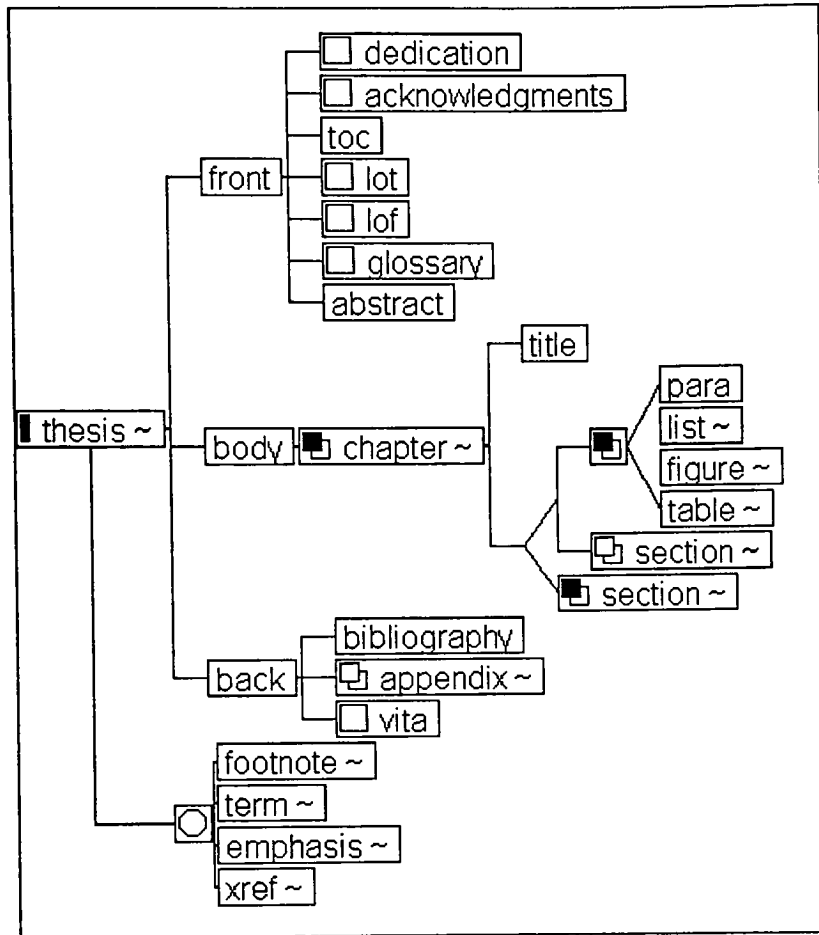 dedication
acknowledgments
toc
front
lot
lof
glossary
abstract
title
para
thesis ~
list ~
body
chapter ~
figure ~
table ~
section ~
section ~
bibliography
back
appendix ~
vita
footnote ~
term ~
emphasis ~
xref ~